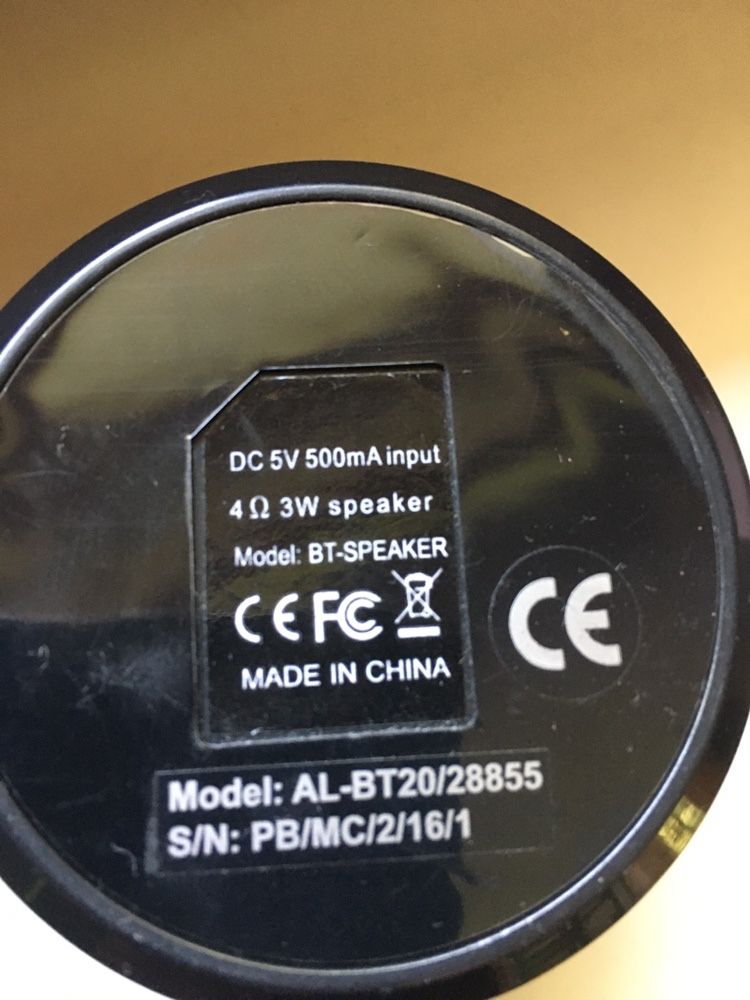 DC 5V 500mA input
4Ω 3W speaker
Model: BT-SPEAKER
CE FC
MADE IN CHINA
CE
Model: AL-BT20/28855
S/N: PB/MC/2/16/1